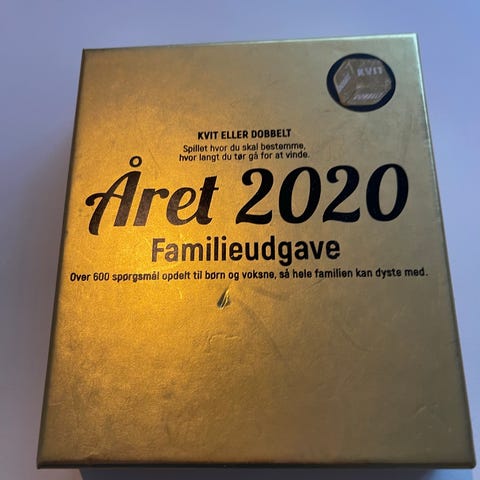 KVIT
KVIT ELLER DOBBELT
Spillet hvor du skal bestemme,
hvor langt du tør gå for at vinde.
Året 2020
Familieudgave
Over 600 spørgsmål opdelt til børn og voksne, så hele familien kan dyste med.